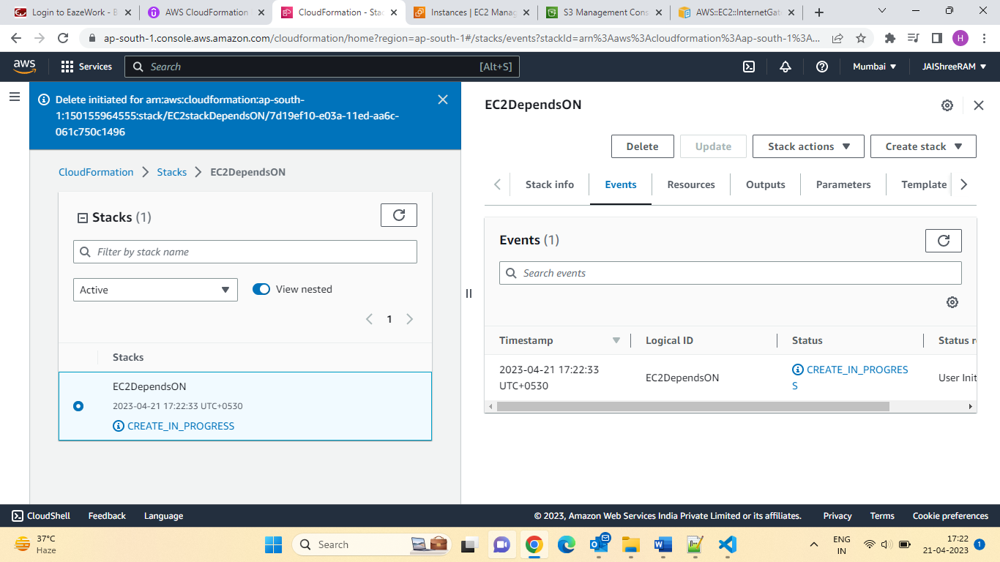 Login to EazeWork - B
AWS CloudFormation
CloudFormation - Stac
Instances | EC2 Manag
S3 Management Cons
AWS::EC2::InternetGat
ap-south-1.console.aws.amazon.com/cloudformation/home?region=ap-south-1#/stacks/events?stackId=arn%3Aaws%3Acloudformation%3Aap-south-1%3A...
H
aws
Services
Search
[Alt+S]
Mumbai
JAIShreeRAM
Delete initiated for arn:aws:cloudformation:ap-south-
1:150155964555:stack/EC2stackDependsON/7d19ef10-e03a-11ed-aa6c-
061c750c1496
CloudFormation
Stacks
EC2DependsON
Stacks (1)
Filter by stack name
Active
View nested
1
Stacks
EC2DependsON
2023-04-21 17:22:33 UTC+0530
CREATE_IN_PROGRESS
EC2DependsON
Delete
Update
Stack actions
Create stack
Stack info
Events
Resources
Outputs
Parameters
Template
Events (1)
Search events
Timestamp
Logical ID
Status
Status r
2023-04-21 17:22:33
UTC+0530
EC2DependsON
CREATE_IN_PROGRES
S
User Init
CloudShell
Feedback
Language
© 2023, Amazon Web Services India Private Limited or its affiliates.
Privacy
Terms
Cookie preferences
37°C
Haze
Search
ENG
IN
17:22
21-04-2023
1